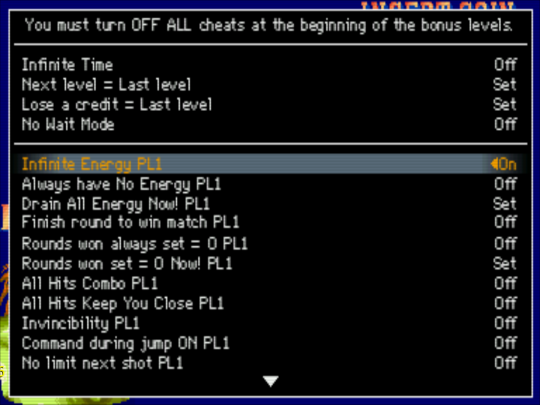 INSERT COIN
You must turn OFF ALL cheats at the beginning of the bonus levels.
Infinite Time Off
Next level = Last level Set
Lose a credit = Last level Set
No Wait Mode Off
Infinite Energy PL1 On
Always have No Energy PL1 Off
Drain All Energy Now! PL1 Set
Finish round to win match PL1 Off
Rounds won always set = 0 PL1 Off
Rounds won set = 0 Now! PL1 Set
All Hits Combo PL1 Off
All Hits Keep You Close PL1 Off
Invincibility PL1 Off
Command during jump ON PL1 Off
No limit next shot PL1 Off